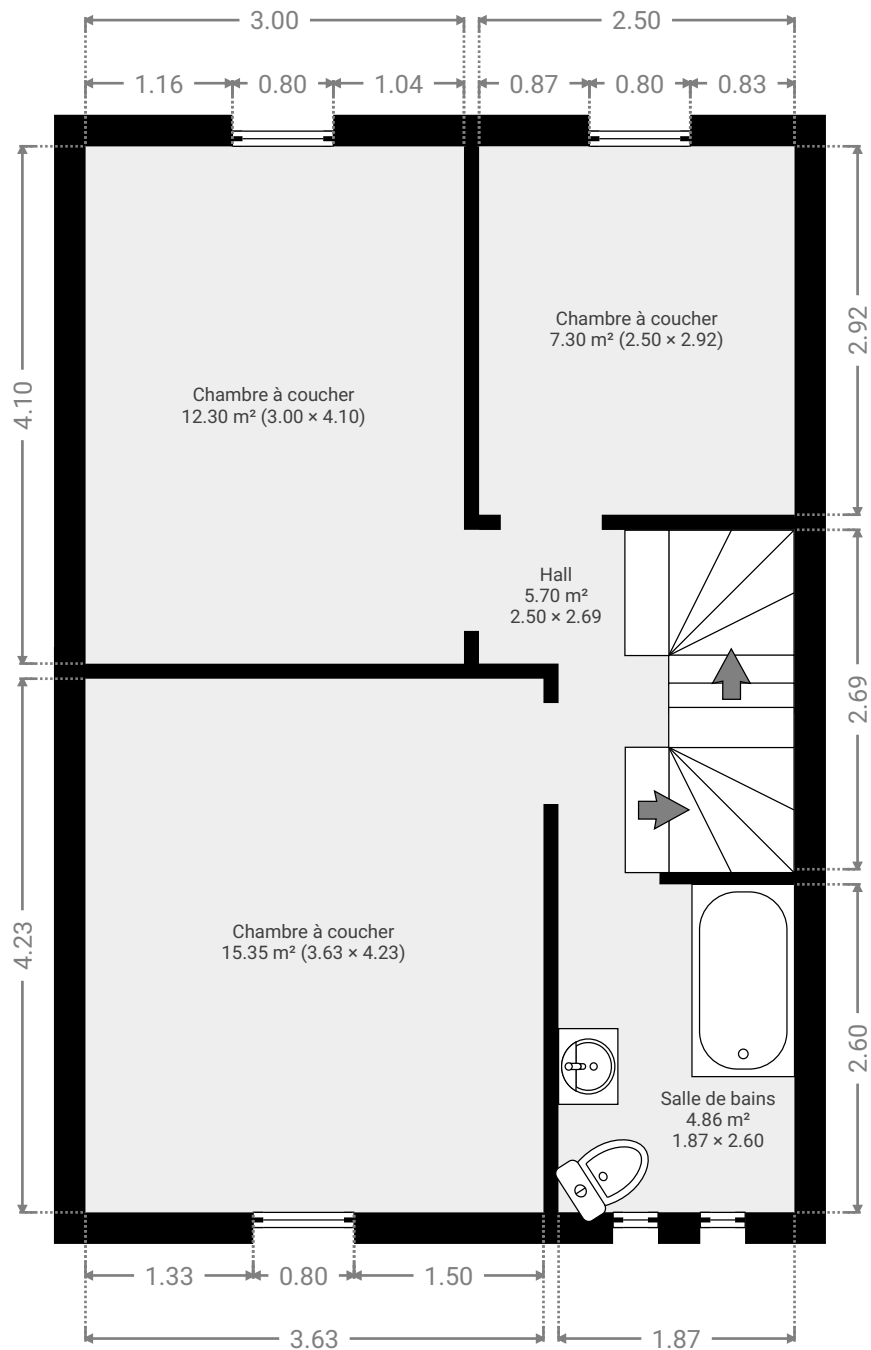 3.00
2.50
1.16
0.80
1.04
0.87
0.80
0.83
4.10
2.92
Chambre à coucher
7.30 m² (2.50 × 2.92)
Chambre à coucher
12.30 m² (3.00 × 4.10)
Hall
5.70 m²
2.50 × 2.69
2.69
4.23
Chambre à coucher
15.35 m² (3.63 × 4.23)
2.60
Salle de bains
4.86 m²
1.87 × 2.60
1.33
0.80
1.50
3.63
1.87